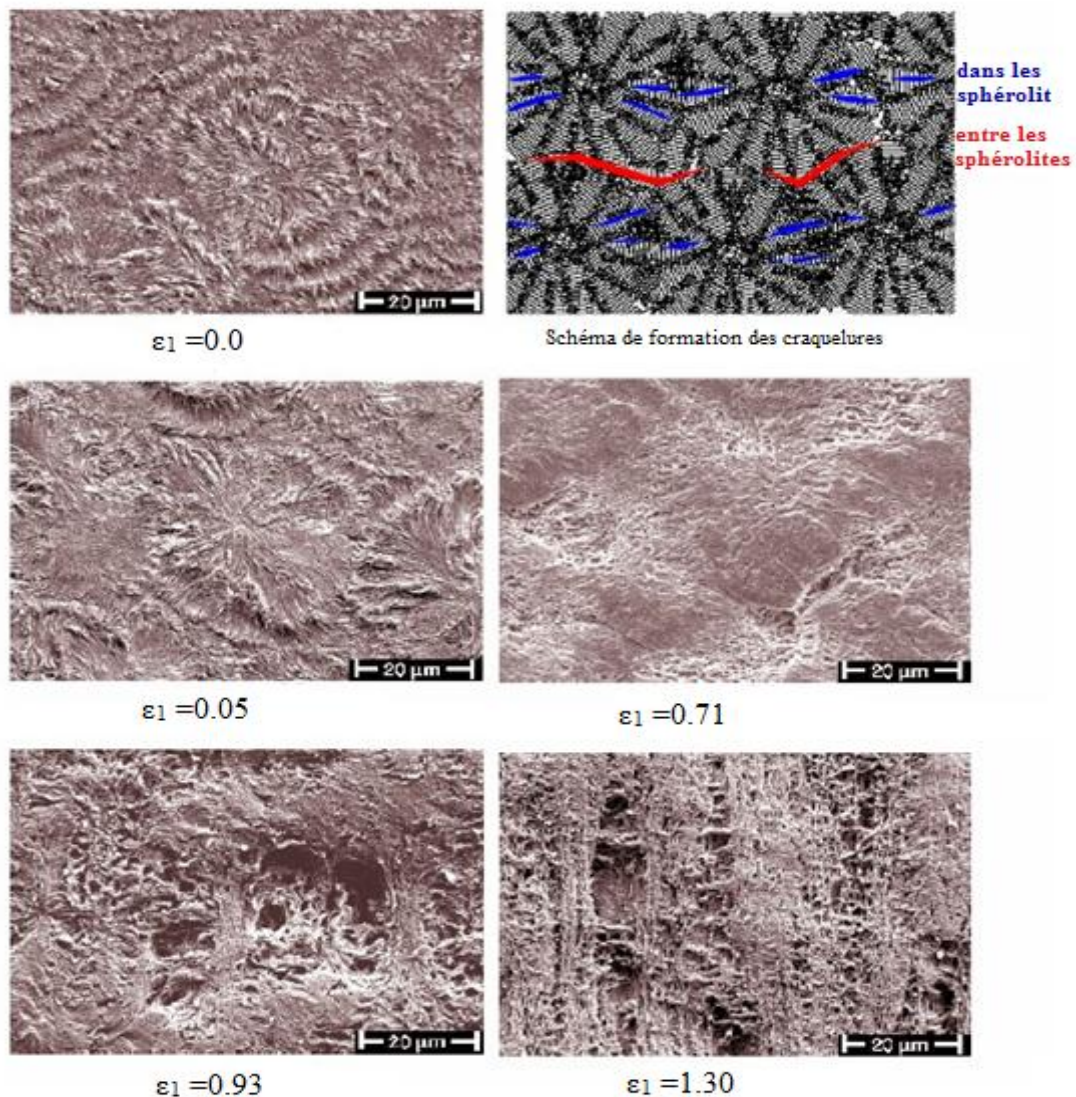 dans les
sphérolit
entre les
sphérolites
20 µm
ε1 =0.0
Schéma de formation des craquelures
20 µm
20 µm
ε1 =0.05
ε1 =0.71
20 µm
20 µm
ε1 =0.93
ε1 =1.30